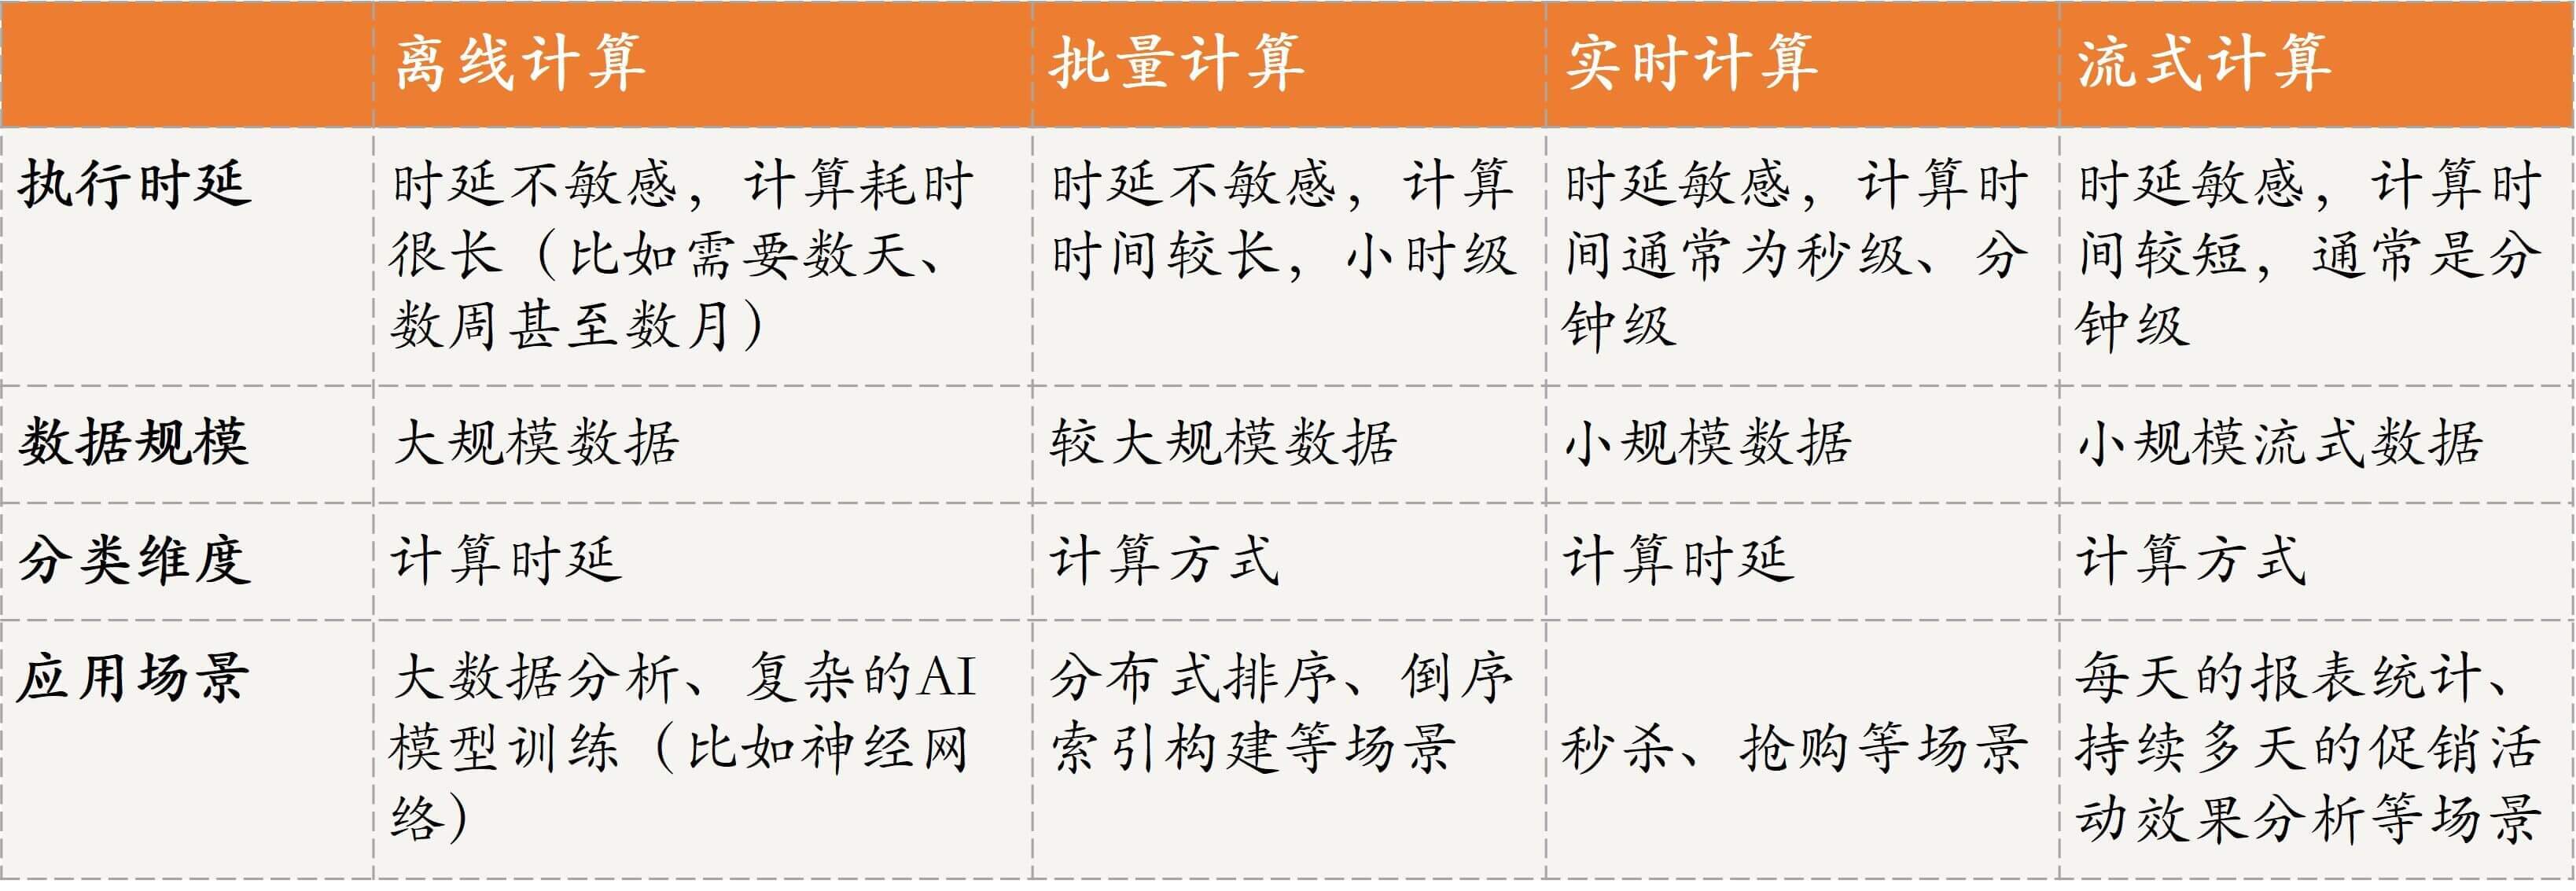 离线计算
批量计算
实时计算
流式计算
执行时延
时延不敏感，计算耗时
很长（比如需要数天、
数周甚至数月）
时延不敏感，计算
时间较长，小时级
时延敏感，计算时
间通常为秒级、分
钟级
时延敏感，计算时
间较短，通常是分
钟级
数据规模
大规模数据
较大规模数据
小规模数据
小规模流式数据
分类维度
计算时延
计算方式
计算时延
计算方式
应用场景
大数据分析、复杂的AI
模型训练（比如神经网
络）
分布式排序、倒序
索引构建等场景
秒杀、抢购等场景
每天的报表统计、
持续多天的促销活
动效果分析等场景